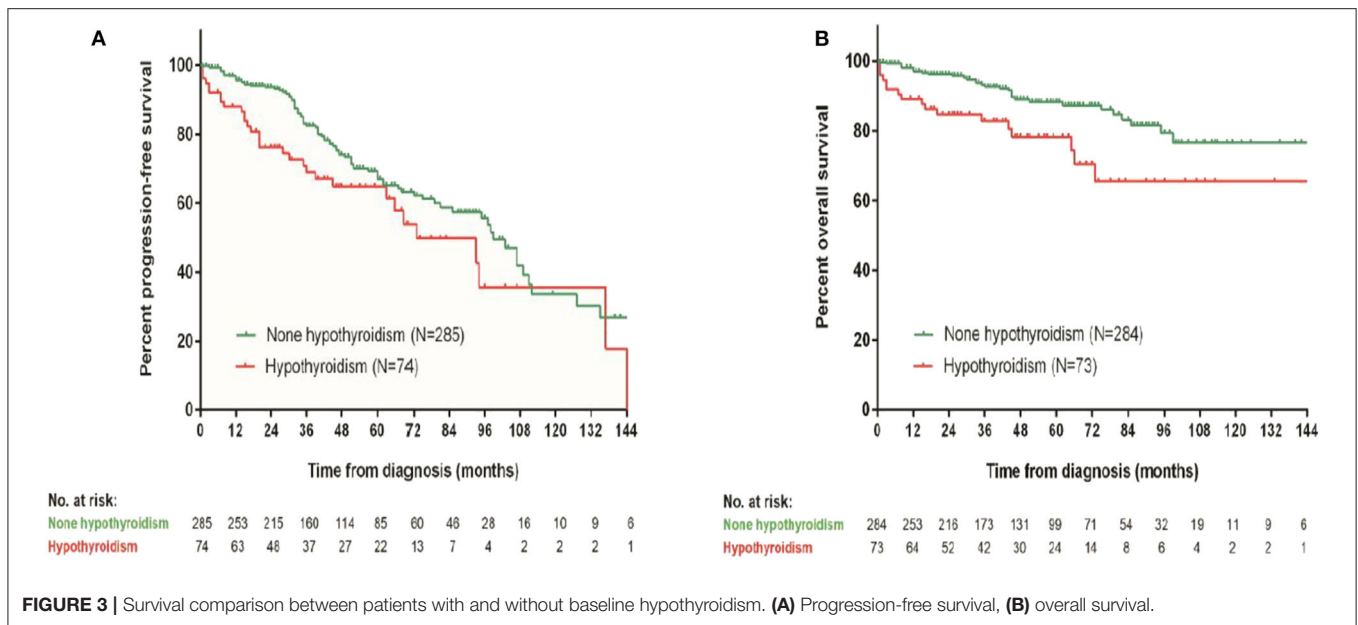 A
Percent progression-free survival
100
80
60
40
20
0
None hypothyroidism (N=285)
Hypothyroidism (N=74)
0 12 24 36 48 60 72 84 96 108 120 132 144
Time from diagnosis (months)
No. at risk:
None hypothyroidism 285 253 215 160 114 85 60 46 28 16 10 9 6
Hypothyroidism 74 63 48 37 27 22 13 7 4 2 2 2 1
B
Percent overall survival
100
80
60
40
20
0
None hypothyroidism (N=284)
Hypothyroidism (N=73)
0 12 24 36 48 60 72 84 96 108 120 132 144
Time from diagnosis (months)
No. at risk:
None hypothyroidism 284 253 216 173 131 99 71 54 32 19 11 9 6
Hypothyroidism 73 64 52 42 30 24 14 8 6 4 2 2 1
FIGURE 3 | Survival comparison between patients with and without baseline hypothyroidism. (A) Progression-free survival, (B) overall survival.